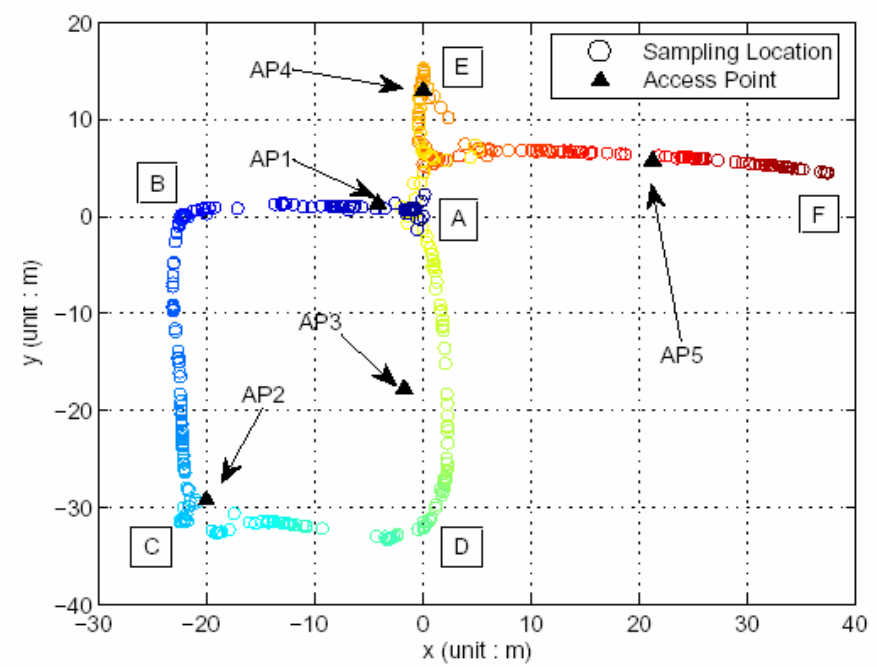 20
10
0
−10
−20
−30
−40
y (unit : m)
−30
−20
−10
0
10
20
30
40
x (unit : m)
Sampling Location
Access Point
AP4
E
AP1
B
A
F
AP3
AP5
AP2
C
D